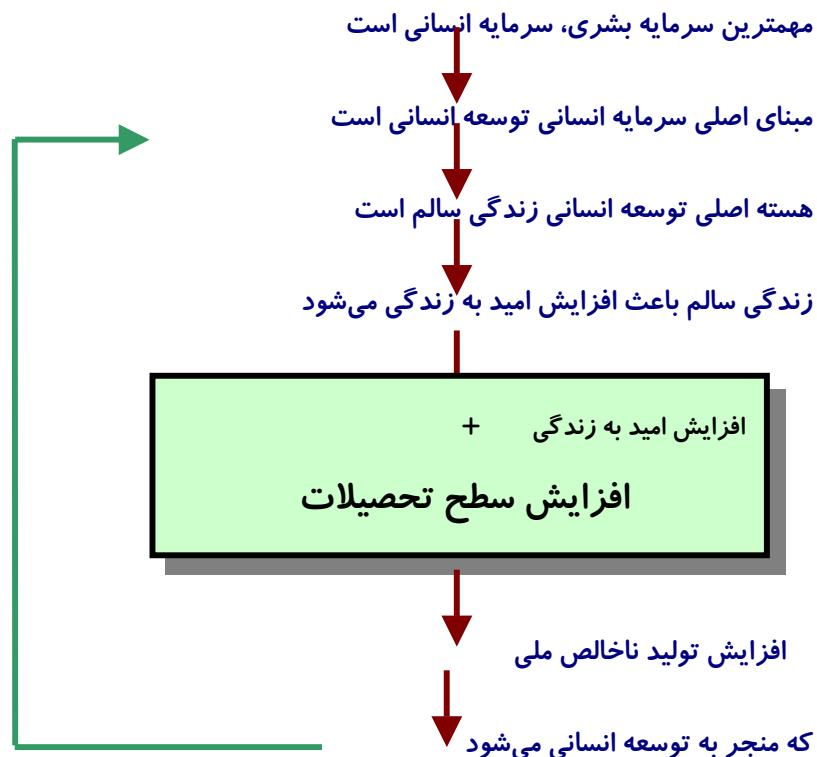 مهمترین سرمایه بشری، سرمایه انسانی است
مبنای اصلی سرمایه انسانی توسعه انسانی است
هسته اصلی توسعه انسانی زندگی سالم است
زندگی سالم باعث افزایش امید به زندگی می‌شود
افزایش امید به زندگی +
افزایش سطح تحصیلات
افزایش تولید ناخالص ملی
که منجر به توسعه انسانی می‌شود